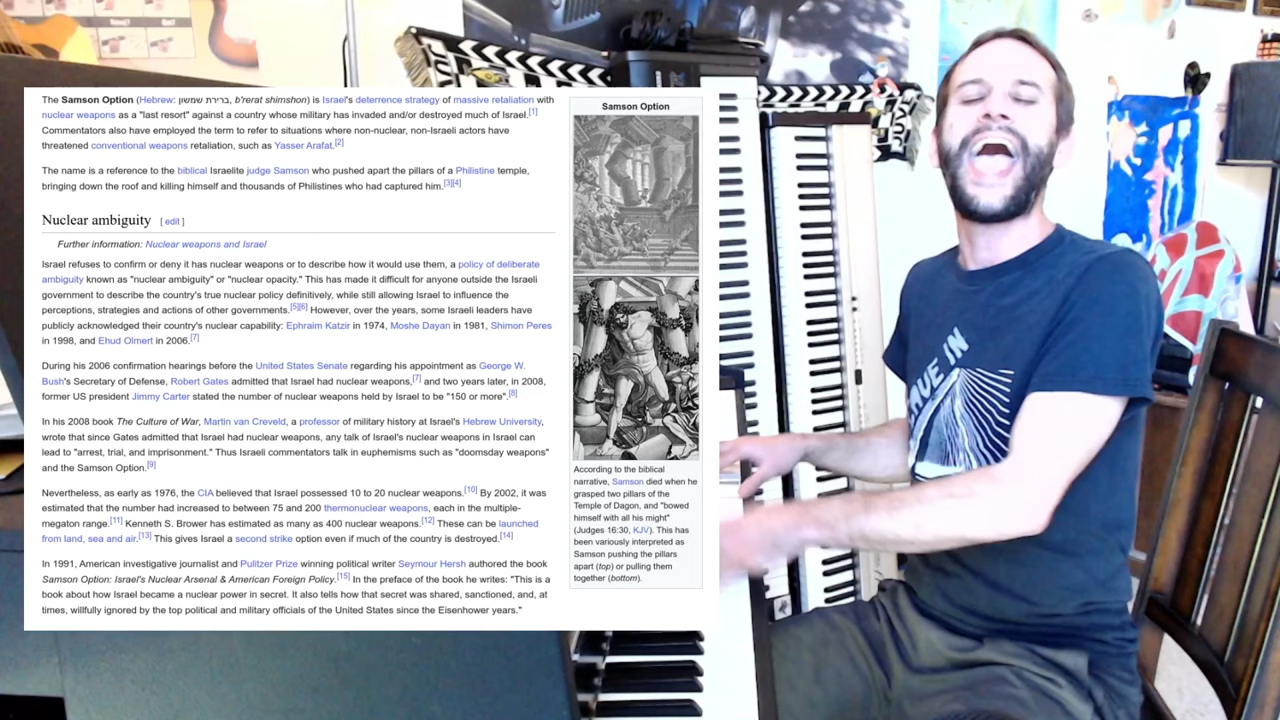 The Samson Option (Hebrew: ברירת שמשון, b'rerat shimshon) is Israel's deterrence strategy of massive retaliation with
nuclear weapons as a "last resort" against a country whose military has invaded and/or destroyed much of Israel.[1]
Commentators also have employed the term to refer to situations where non-nuclear, non-Israeli actors have
threatened conventional weapons retaliation, such as Yasser Arafat.[2]
The name is a reference to the biblical Israelite judge Samson who pushed apart the pillars of a Philistine temple,
bringing down the roof and killing himself and thousands of Philistines who had captured him.[3][4]
Nuclear ambiguity [ edit ]
Further information: Nuclear weapons and Israel
Israel refuses to confirm or deny it has nuclear weapons or to describe how it would use them, a policy of deliberate
ambiguity known as "nuclear ambiguity" or "nuclear opacity." This has made it difficult for anyone outside the Israeli
government to describe the country's true nuclear policy definitively, while still allowing Israel to influence the
perceptions, strategies and actions of other governments.[5][6] However, over the years, some Israeli leaders have
publicly acknowledged their country's nuclear capability: Ephraim Katzir in 1974, Moshe Dayan in 1981, Shimon Peres
in 1998, and Ehud Olmert in 2006.[7]
During his 2006 confirmation hearings before the United States Senate regarding his appointment as George W.
Bush's Secretary of Defense, Robert Gates admitted that Israel had nuclear weapons,[7] and two years later, in 2008,
former US president Jimmy Carter stated the number of nuclear weapons held by Israel to be "150 or more".[8]
In his 2008 book The Culture of War, Martin van Creveld, a professor of military history at Israel's Hebrew University,
wrote that since Gates admitted that Israel had nuclear weapons, any talk of Israel's nuclear weapons in Israel can
lead to "arrest, trial, and imprisonment." Thus Israeli commentators talk in euphemisms such as "doomsday weapons"
and the Samson Option.[9]
Nevertheless, as early as 1976, the CIA believed that Israel possessed 10 to 20 nuclear weapons.[10] By 2002, it was
estimated that the number had increased to between 75 and 200 thermonuclear weapons, each in the multiple-
megaton range.[11] Kenneth S. Brower has estimated as many as 400 nuclear weapons.[12] These can be launched
from land, sea and air.[13] This gives Israel a second strike option even if much of the country is destroyed.[14]
In 1991, American investigative journalist and Pulitzer Prize winning political writer Seymour Hersh authored the book
Samson Option: Israel's Nuclear Arsenal & American Foreign Policy.[15] In the preface of the book he writes: "This is a
book about how Israel became a nuclear power in secret. It also tells how that secret was shared, sanctioned, and, at
times, willfully ignored by the top political and military officials of the United States since the Eisenhower years."
Samson Option
According to the biblical
narrative, Samson died when he
grasped two pillars of the
Temple of Dagon, and "bowed
himself with all his might"
(Judges 16:30, KJV). This has
been variously interpreted as
Samson pushing the pillars
apart (top) or pulling them
together (bottom).
IN